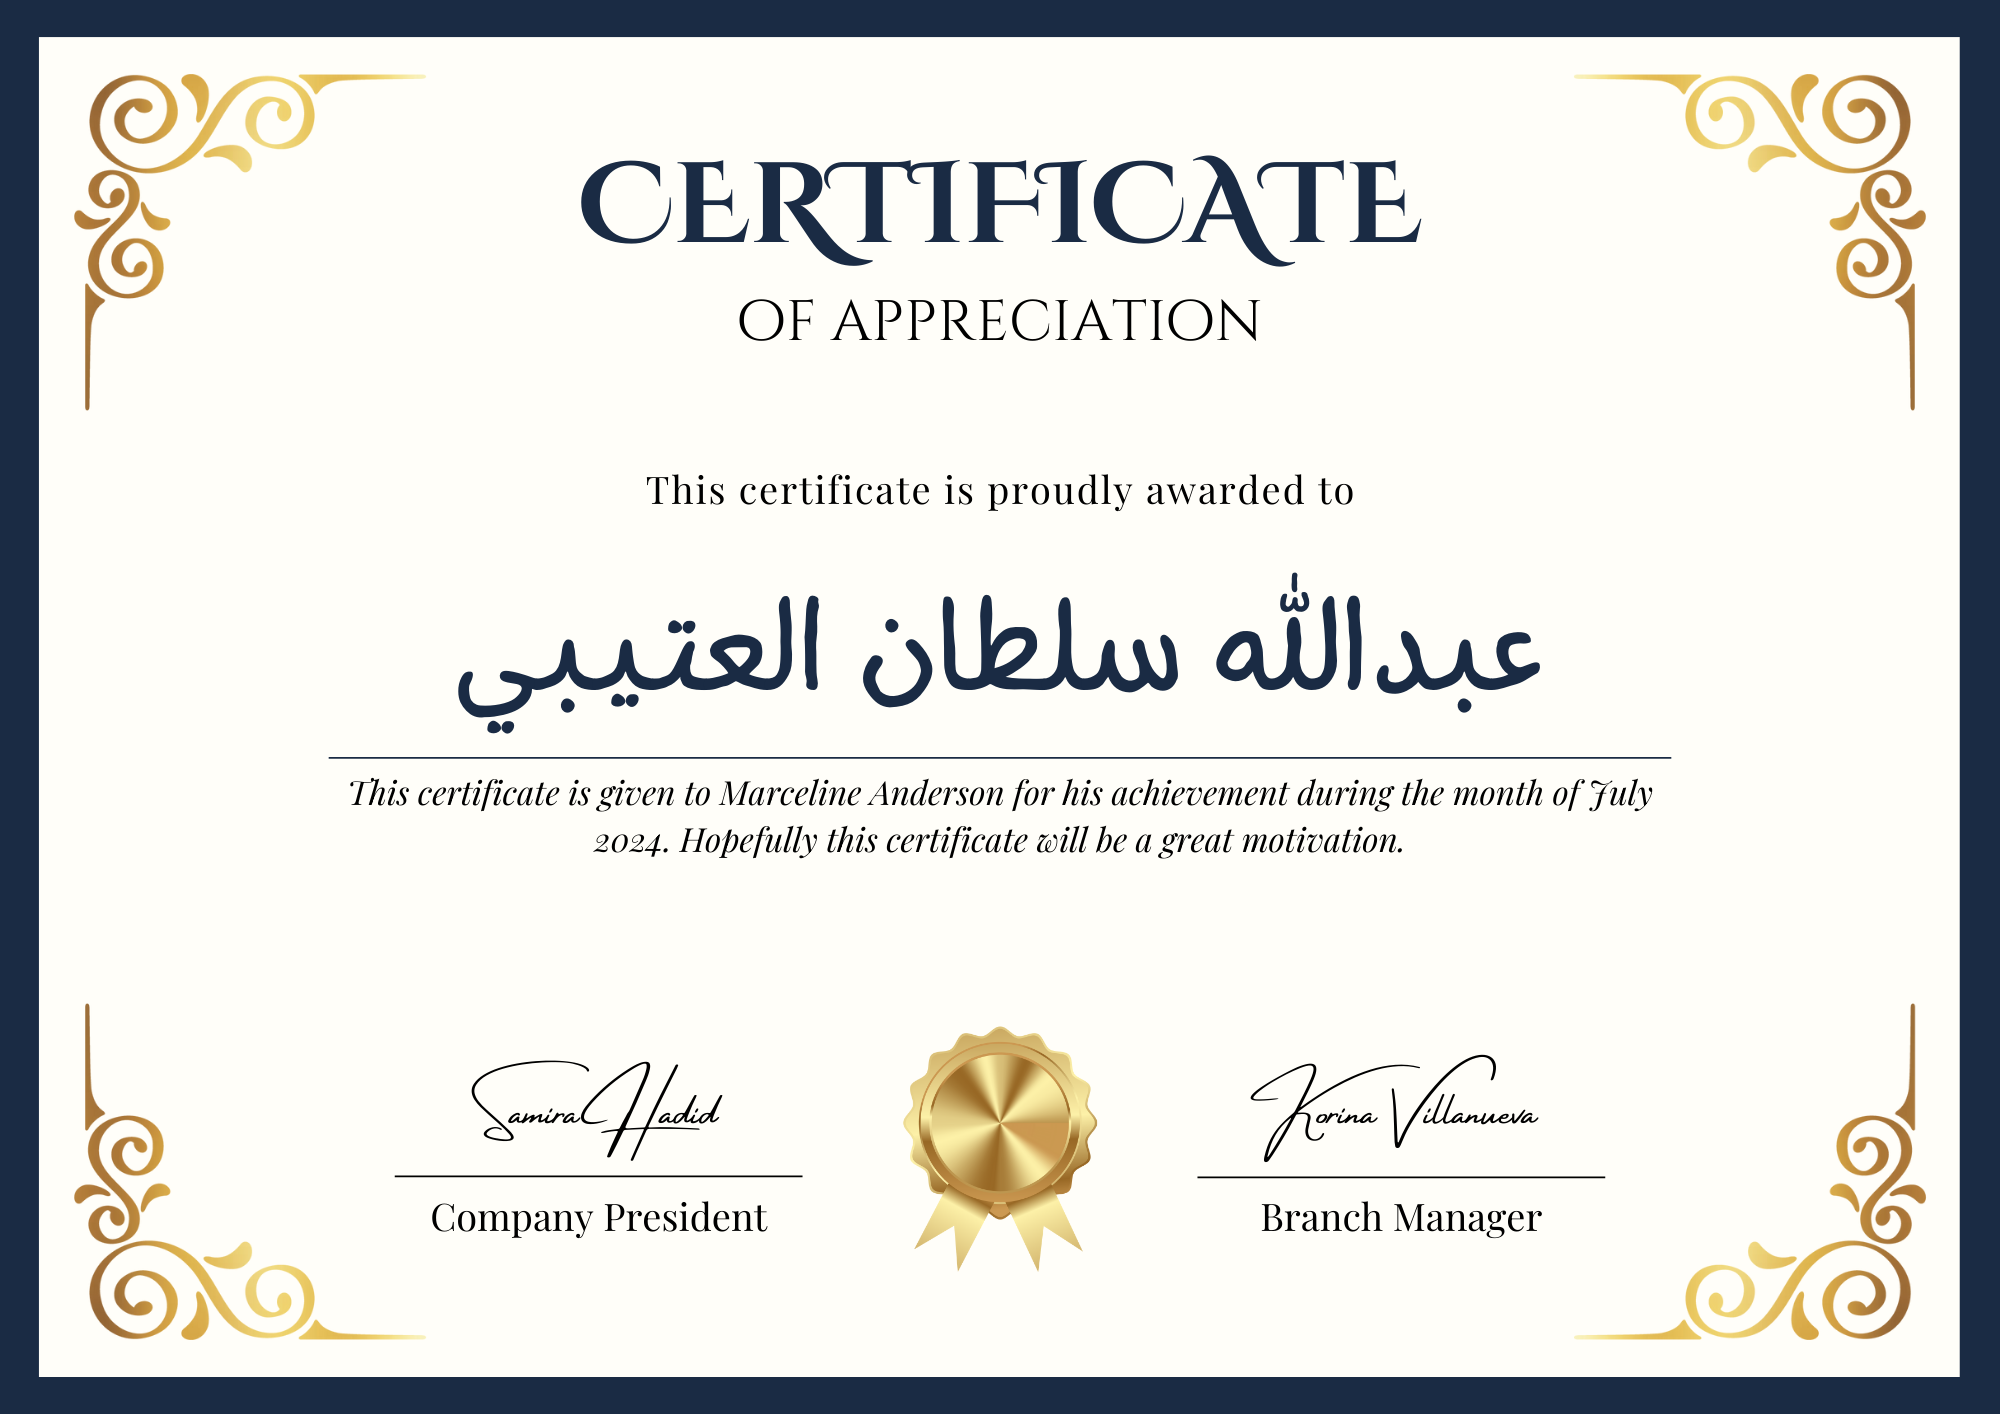 CERTIFICATE
OF APPRECIATION
This certificate is proudly awarded to
عبدالله سلطان العتيبي
This certificate is given to Marceline Anderson for his achievement during the month of July
2024. Hopefully this certificate will be a great motivation.
Samira Hadid
Korina Villanueva
Company President
Branch Manager